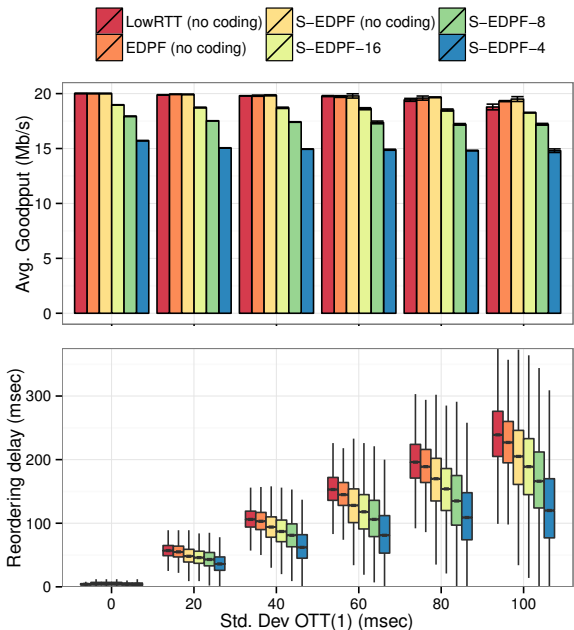 LowRTT (no coding) S−EDPF (no coding) S−EDPF−8
EDPF (no coding) S−EDPF−16 S−EDPF−4
Avg. Goodpput (Mb/s)
20
15
10
5
0
Reordering delay (msec)
300
200
100
0
0 20 40 60 80 100
Std. Dev OTT(1) (msec)